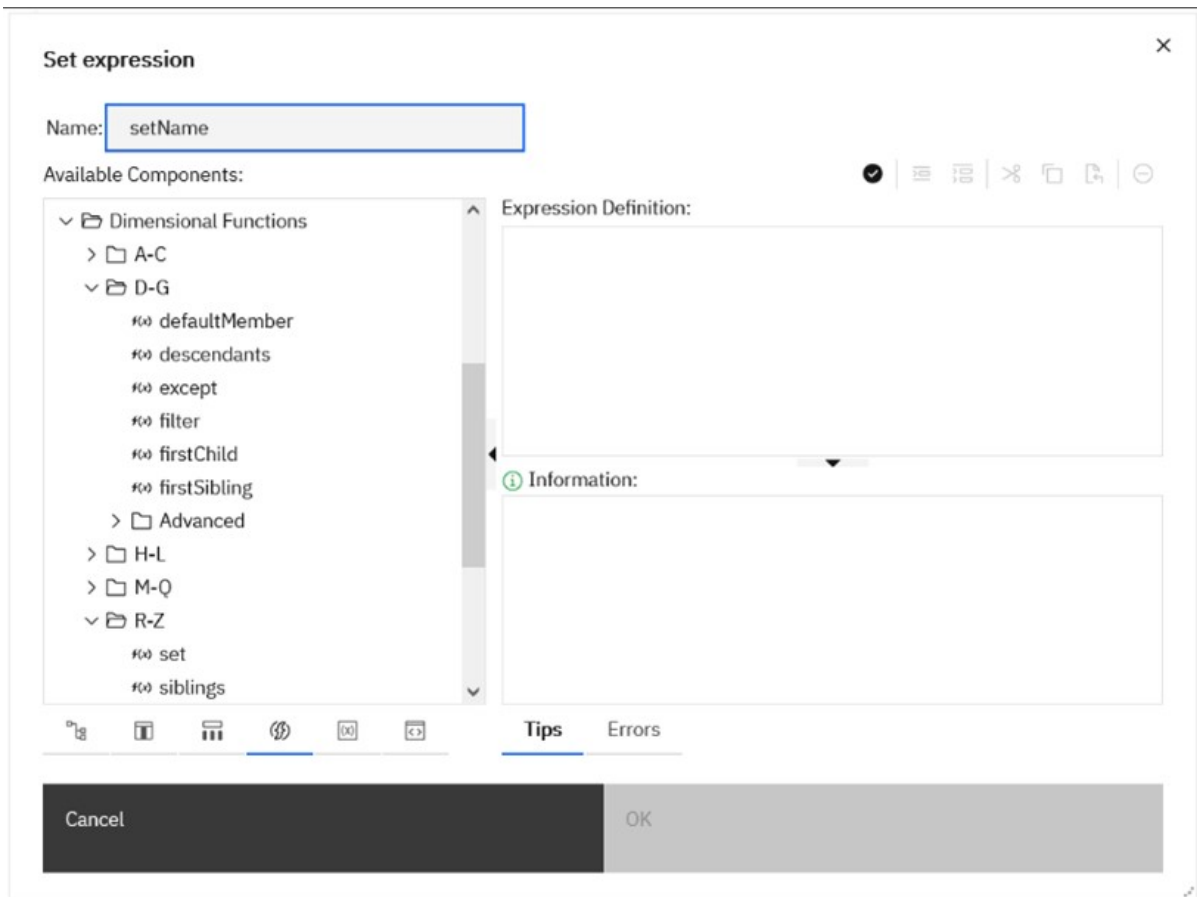 Set expression
Name: setName
Available Components:
Dimensional Functions
A-C
D-G
f(x) defaultMember
f(x) descendants
f(x) except
f(x) filter
f(x) firstChild
f(x) firstSibling
Advanced
H-L
M-Q
R-Z
f(x) set
f(x) siblings
Expression Definition:
Information:
Tips Errors
Cancel OK